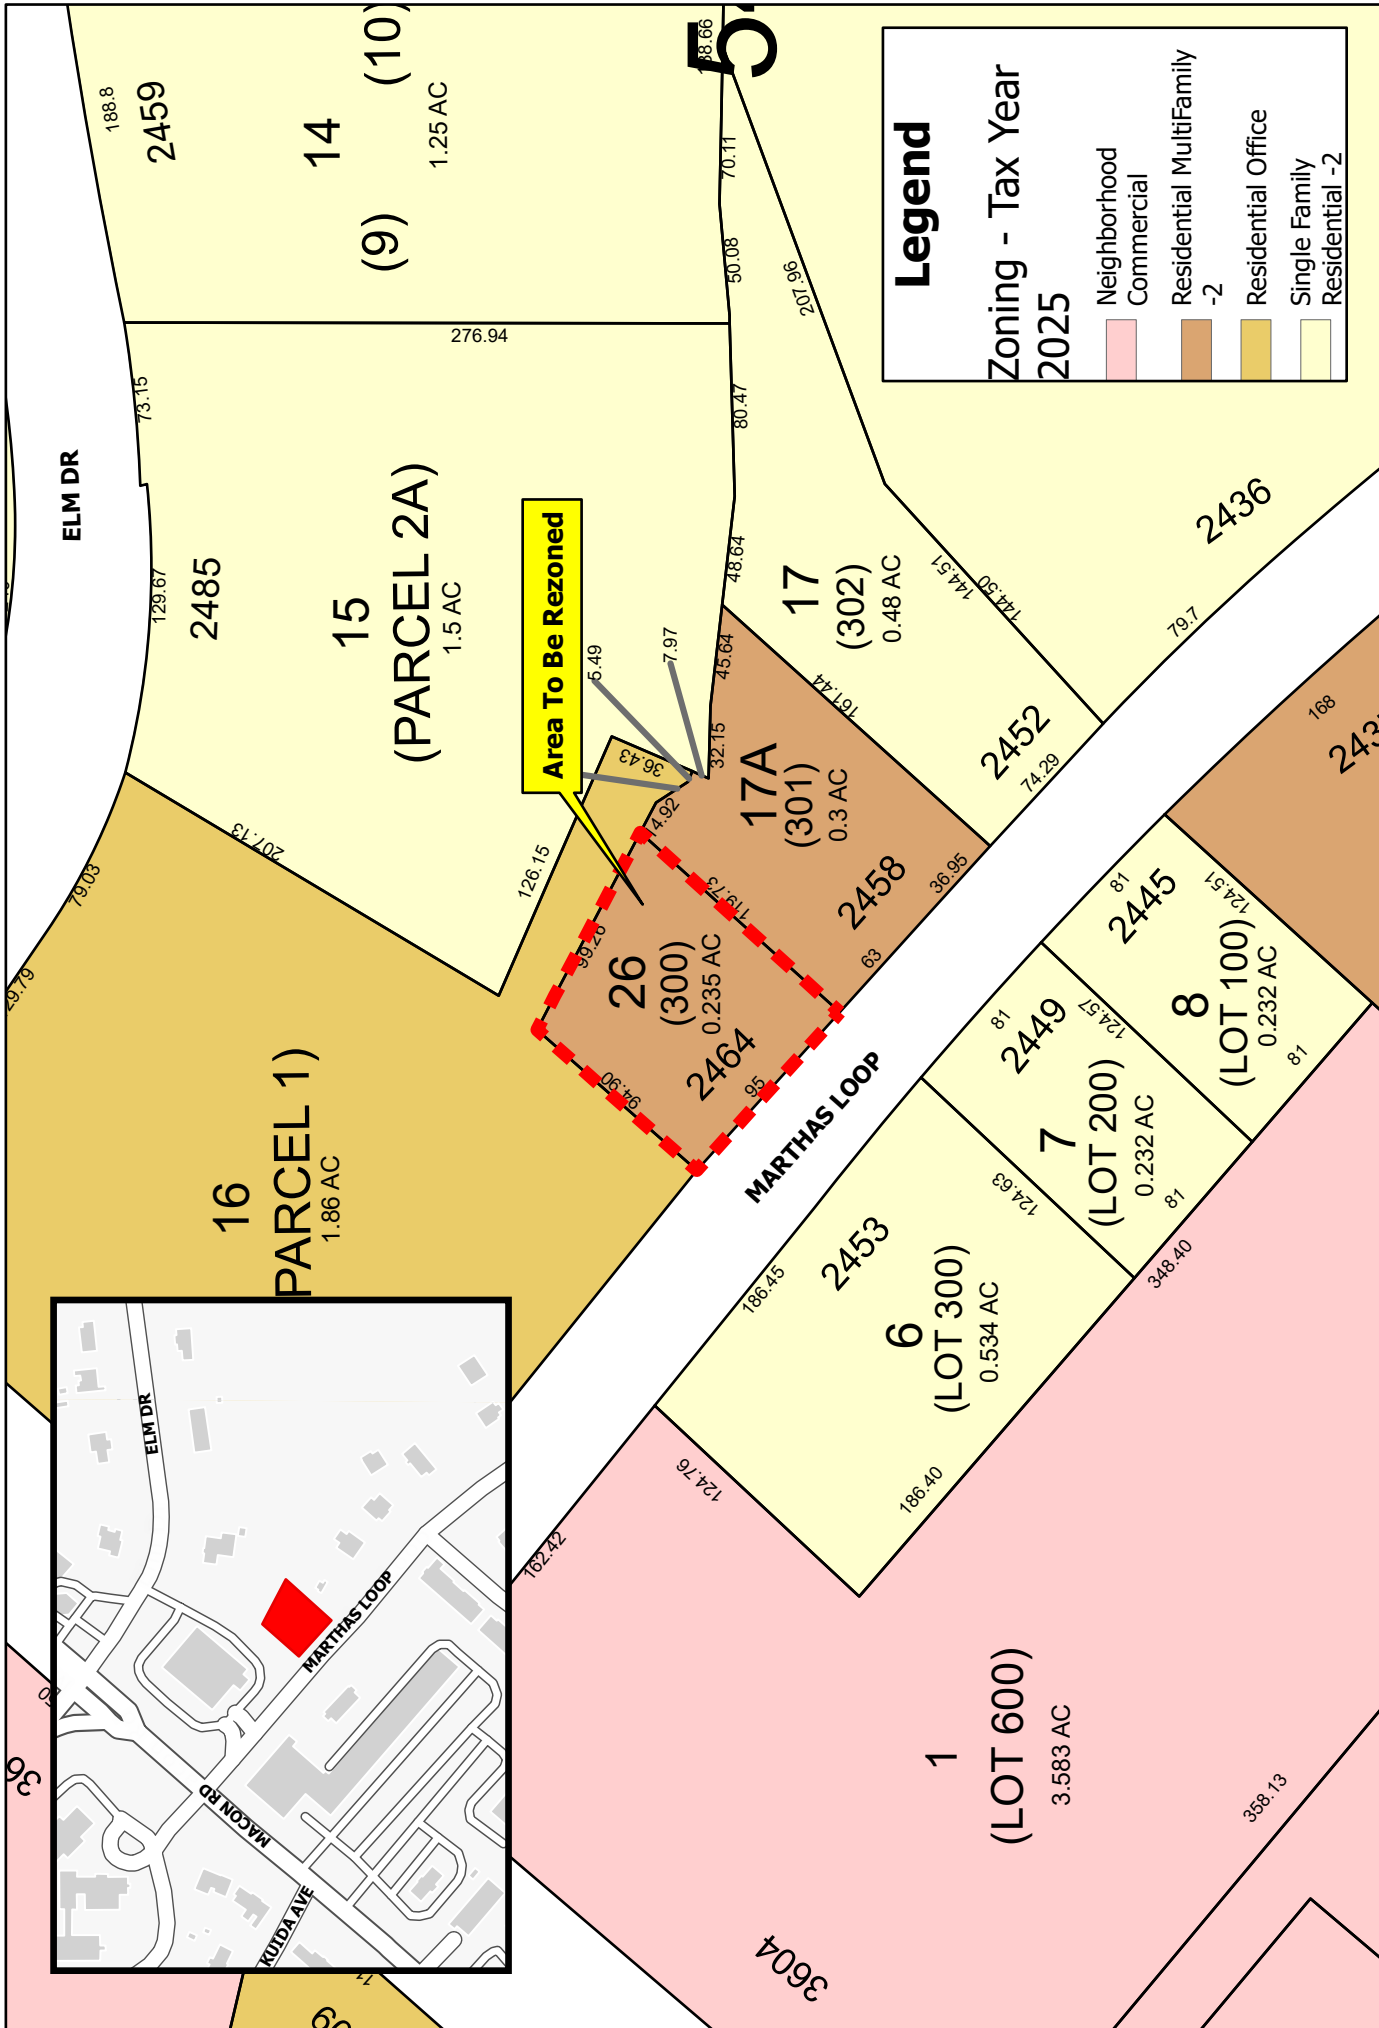 Legend
Zoning - Tax Year
2025
Neighborhood
Commercial
Residential MultiFamily
-2
Residential Office
Single Family
Residential -2
ELM DR
188.8
2459
14
(9)
(10)
1.25 AC
70.11
50.08
207.96
276.94
73.15
129.67
2485
15
(PARCEL 2A)
1.5 AC
80.47
48.64
Area To Be Rezoned
5.49
7.97
36.43
32.15
45.64
14.92
126.15
207.13
79.03
29.79
17
(302)
0.48 AC
144.51
144.50
2436
79.7
161.44
2452
74.29
17A
(301)
0.3 AC
2458
36.95
63
119.73
99.26
26
(300)
0.235 AC
2464
94.90
95
MARTHAS LOOP
16
PARCEL 1)
1.86 AC
168
81
2445
124.51
8
(LOT 100)
0.232 AC
81
81
2449
124.57
7
(LOT 200)
0.232 AC
81
124.63
2453
6
(LOT 300)
0.534 AC
186.45
348.40
186.40
124.76
162.42
1
(LOT 600)
3.583 AC
358.13
3604
36
ELM DR
MARTHAS LOOP
MACON RD
KUIDA AVE